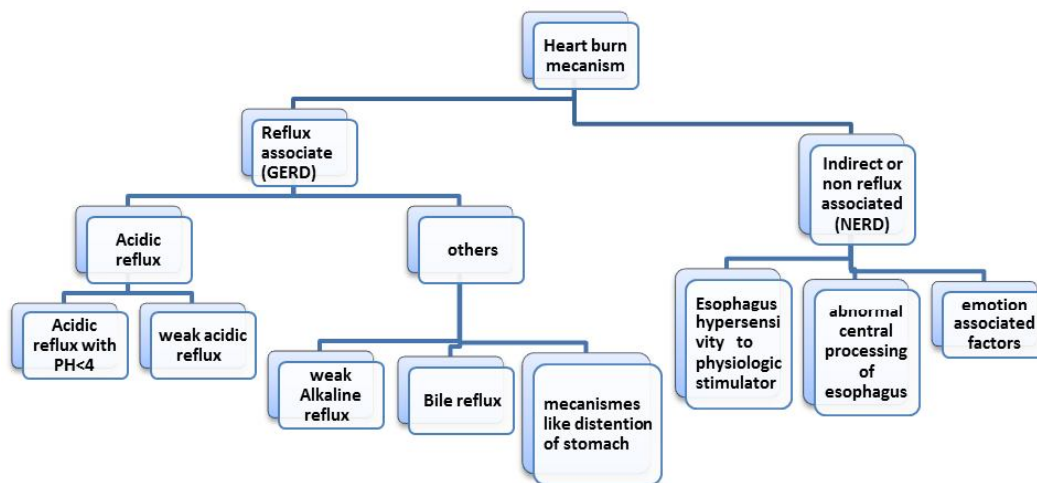 Heart burn
mecanism
Reflux
associate
(GERD)
Indirect or
non reflux
associated
(NERD)
Acidic
reflux
others
Acidic
reflux with
PH<4
weak acidic
reflux
weak
Alkaline
reflux
Bile reflux
mecanismes
like distention
of stomach
Esophagus
hypersensi
vity to
physiologic
stimulator
abnormal
central
processing
of
esophagus
emotion
associated
factors